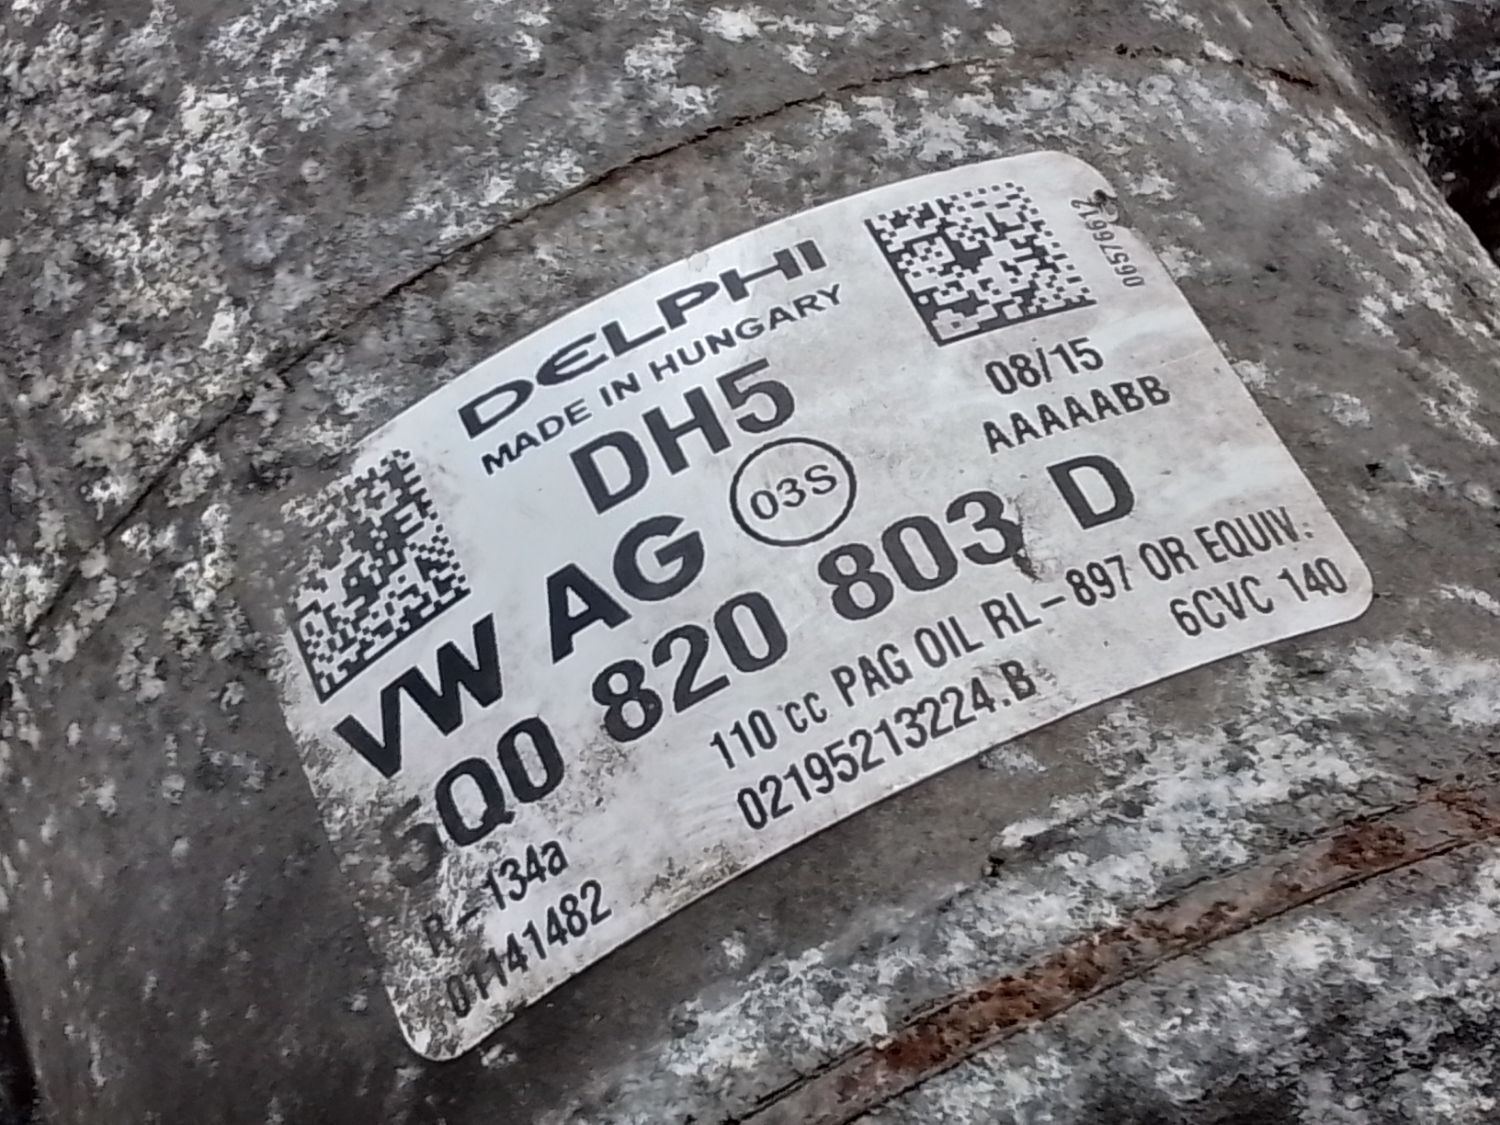 DELPHI
MADE IN HUNGARY
06576612
DH5
08/15
AAAAABB
VW AG
03S
5Q0 820 803 D
110 cc PAG OIL RL-897 OR EQUIV.
R-134a
02195213224.B
6CVC 140
01141482